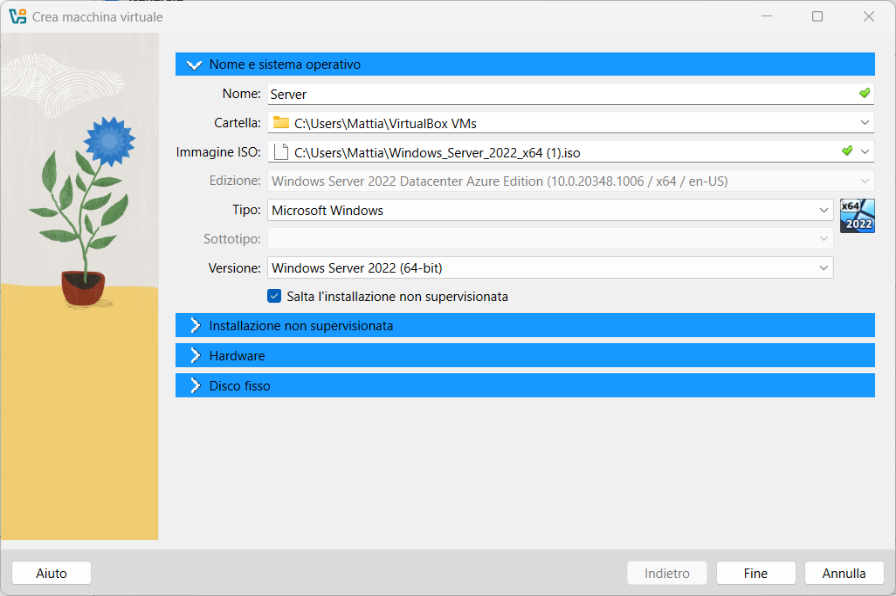 Crea macchina virtuale
Nome e sistema operativo
Nome: Server
Cartella: C:\Users\Mattia\VirtualBox VMs
Immagine ISO: C:\Users\Mattia\Windows_Server_2022_x64 (1).iso
Edizione: Windows Server 2022 Datacenter Azure Edition (10.0.20348.1006 / x64 / en-US)
Tipo: Microsoft Windows
x64
2022
Sottotipo:
Versione: Windows Server 2022 (64-bit)
Salta l'installazione non supervisionata
Installazione non supervisionata
Hardware
Disco fisso
Aiuto Indietro Fine Annulla